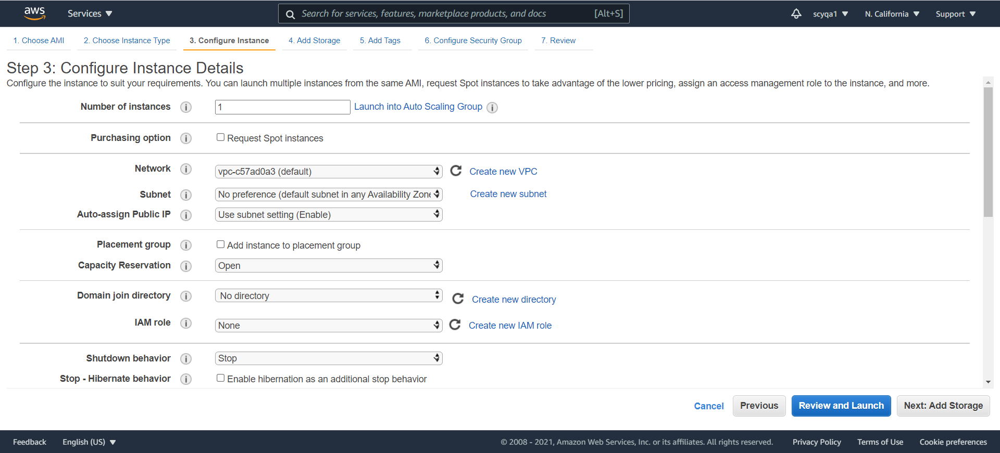 aws Services Search for services, features, marketplace products, and docs [Alt+S] scyqa1 N. California Support
1. Choose AMI 2. Choose Instance Type 3. Configure Instance 4. Add Storage 5. Add Tags 6. Configure Security Group 7. Review
Step 3: Configure Instance Details
Configure the instance to suit your requirements. You can launch multiple instances from the same AMI, request Spot instances to take advantage of the lower pricing, assign an access management role to the instance, and more.
Number of instances 1 Launch into Auto Scaling Group
Purchasing option Request Spot instances
Network vpc-c57ad0a3 (default) Create new VPC
Subnet No preference (default subnet in any Availability Zone Create new subnet
Auto-assign Public IP Use subnet setting (Enable)
Placement group Add instance to placement group
Capacity Reservation Open
Domain join directory No directory Create new directory
IAM role None Create new IAM role
Shutdown behavior Stop
Stop - Hibernate behavior Enable hibernation as an additional stop behavior
Cancel Previous Review and Launch Next: Add Storage
Feedback English (US) © 2008 - 2021, Amazon Web Services, Inc. or its affiliates. All rights reserved. Privacy Policy Terms of Use Cookie preferences